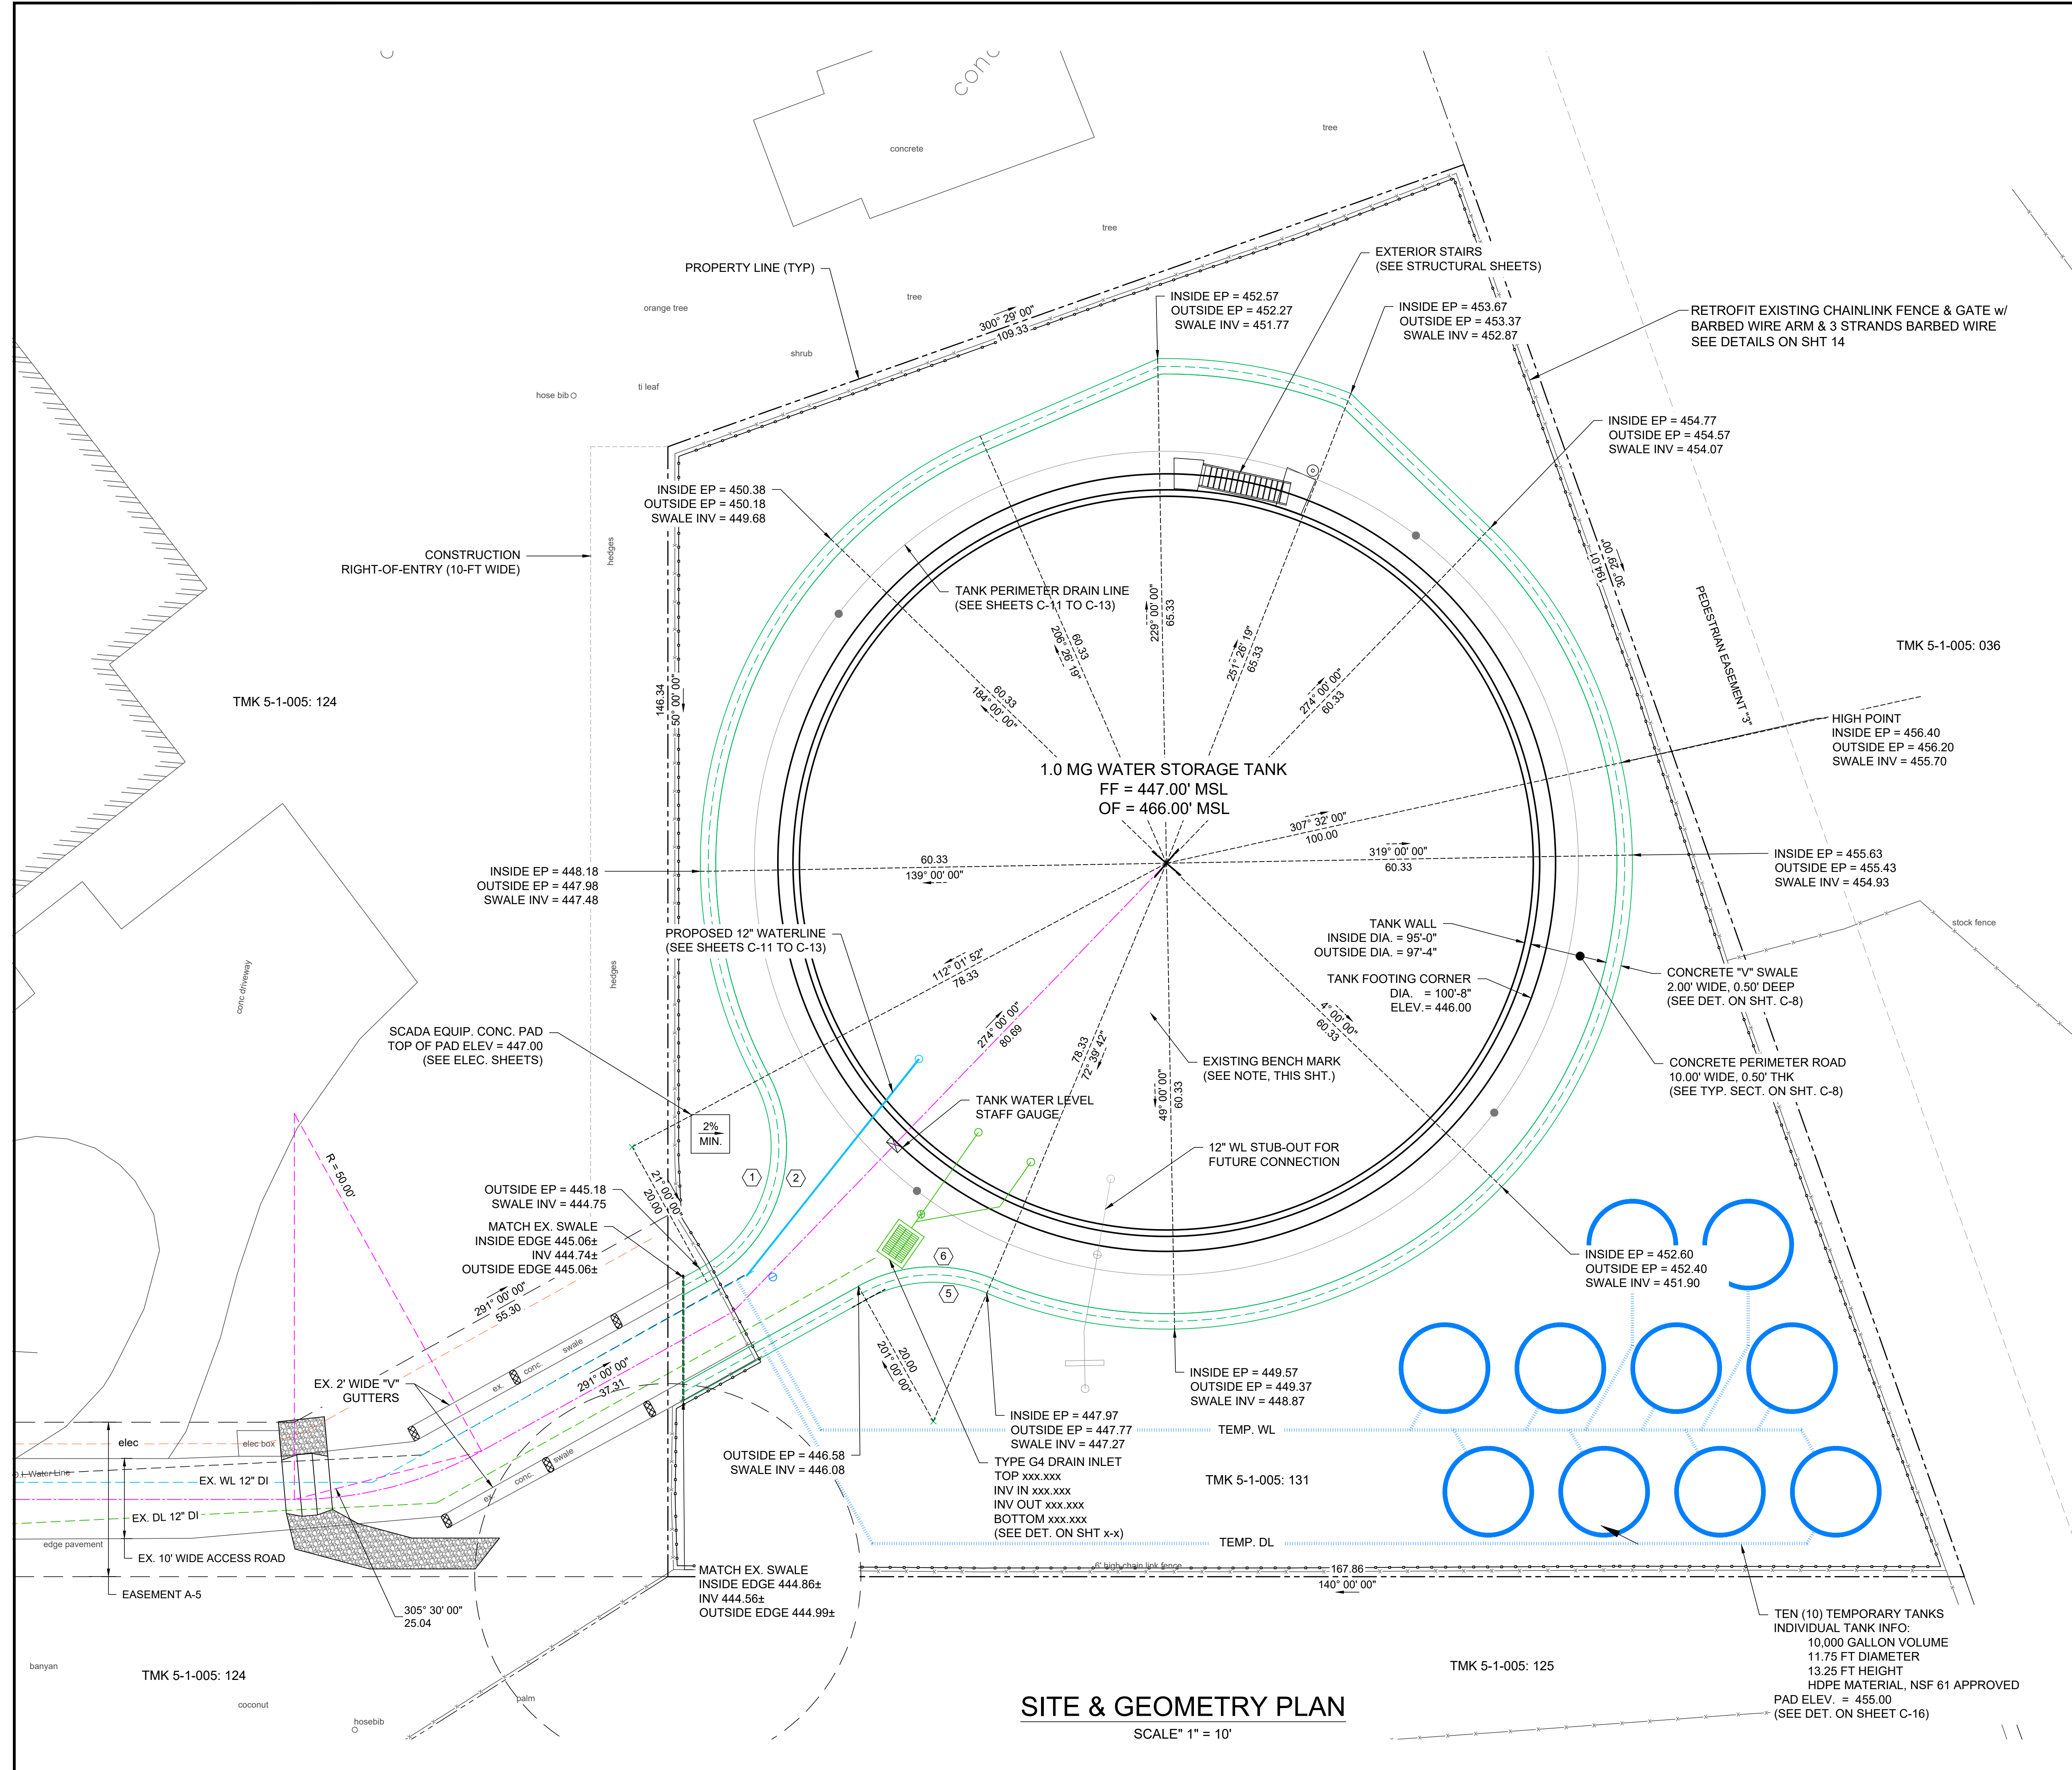 conc
concrete
tree
tree
tree
orange tree
shrub
ti leaf
hose bib
PROPERTY LINE (TYP)
300° 29' 00"
109.33
EXTERIOR STAIRS
(SEE STRUCTURAL SHEETS)
INSIDE EP = 452.57
OUTSIDE EP = 452.27
SWALE INV = 451.77
INSIDE EP = 453.67
OUTSIDE EP = 453.37
SWALE INV = 452.87
RETROFIT EXISTING CHAINLINK FENCE & GATE w/
BARBED WIRE ARM & 3 STRANDS BARBED WIRE
SEE DETAILS ON SHT 14
INSIDE EP = 454.77
OUTSIDE EP = 454.57
SWALE INV = 454.07
INSIDE EP = 450.38
OUTSIDE EP = 450.18
SWALE INV = 449.68
CONSTRUCTION
RIGHT-OF-ENTRY (10-FT WIDE)
hedges
TANK PERIMETER DRAIN LINE
(SEE SHEETS C-11 TO C-13)
60.33
184° 00' 00"
60.33
206° 26' 19"
229° 00' 00"
65.33
251° 26' 19"
65.33
274° 00' 00"
60.33
30° 29' 00"
194.01
PEDESTRIAN EASEMENT "3"
TMK 5-1-005: 036
TMK 5-1-005: 124
146.34
50° 00' 00"
HIGH POINT
INSIDE EP = 456.40
OUTSIDE EP = 456.20
SWALE INV = 455.70
1.0 MG WATER STORAGE TANK
FF = 447.00' MSL
OF = 466.00' MSL
307° 32' 00"
100.00
319° 00' 00"
60.33
60.33
139° 00' 00"
INSIDE EP = 448.18
OUTSIDE EP = 447.98
SWALE INV = 447.48
INSIDE EP = 455.63
OUTSIDE EP = 455.43
SWALE INV = 454.93
stock fence
PROPOSED 12" WATERLINE
(SEE SHEETS C-11 TO C-13)
TANK WALL
INSIDE DIA. = 95'-0"
OUTSIDE DIA. = 97'-4"
TANK FOOTING CORNER
DIA. = 100'-8"
ELEV.= 446.00
CONCRETE "V" SWALE
2.00' WIDE, 0.50' DEEP
(SEE DET. ON SHT. C-8)
conc driveway
hedges
112° 01' 52"
78.33
274° 00' 00"
80.69
4° 00' 00"
60.33
78.33
72° 39' 42"
49° 00' 00"
60.33
SCADA EQUIP. CONC. PAD
TOP OF PAD ELEV = 447.00
(SEE ELEC. SHEETS)
EXISTING BENCH MARK
(SEE NOTE, THIS SHT.)
CONCRETE PERIMETER ROAD
10.00' WIDE, 0.50' THK
(SEE TYP. SECT. ON SHT. C-8)
TANK WATER LEVEL
STAFF GAUGE
2%
MIN.
12" WL STUB-OUT FOR
FUTURE CONNECTION
R = 50.00'
1
2
21° 00' 00"
20.00
OUTSIDE EP = 445.18
SWALE INV = 444.75
MATCH EX. SWALE
INSIDE EDGE 445.06±
INV 444.74±
OUTSIDE EDGE 445.06±
6
5
INSIDE EP = 452.60
OUTSIDE EP = 452.40
SWALE INV = 451.90
291° 00' 00"
55.30
ex. conc. swale
291° 00' 00"
37.31
20.00
201° 00' 00"
INSIDE EP = 449.57
OUTSIDE EP = 449.37
SWALE INV = 448.87
EX. 2' WIDE "V"
GUTTERS
INSIDE EP = 447.97
OUTSIDE EP = 447.77
SWALE INV = 447.27
TEMP. WL
elec
elec box
OUTSIDE EP = 446.58
SWALE INV = 446.08
TYPE G4 DRAIN INLET
TOP xxx.xxx
INV IN xxx.xxx
INV OUT xxx.xxx
BOTTOM xxx.xxx
(SEE DET. ON SHT x-x)
TMK 5-1-005: 131
D.I. Water Line
EX. WL 12" DI
ex. conc. swale
EX. DL 12" DI
edge pavement
EX. 10' WIDE ACCESS ROAD
TEMP. DL
6' high chain link fence
167.86
140° 00' 00"
MATCH EX. SWALE
INSIDE EDGE 444.86±
INV 444.56±
OUTSIDE EDGE 444.99±
EASEMENT A-5
305° 30' 00"
25.04
TEN (10) TEMPORARY TANKS
INDIVIDUAL TANK INFO:
10,000 GALLON VOLUME
11.75 FT DIAMETER
13.25 FT HEIGHT
HDPE MATERIAL, NSF 61 APPROVED
PAD ELEV. = 455.00
(SEE DET. ON SHEET C-16)
banyan
TMK 5-1-005: 124
TMK 5-1-005: 125
coconut
palm
hosebib
SITE & GEOMETRY PLAN
SCALE" 1" = 10'